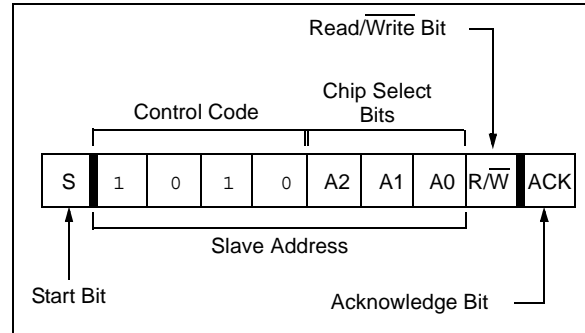 Read/Write Bit
Chip Select
Control Code
Bits
S 1 0 1 0 A2 A1 A0 R/W ACK
Slave Address
Start Bit
Acknowledge Bit